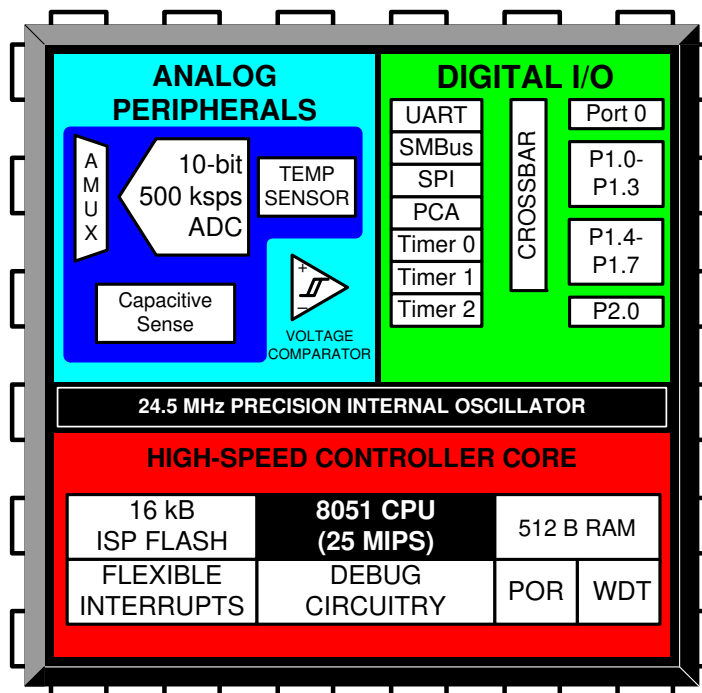 ANALOG
PERIPHERALS
A
M
U
X
10-bit
500 ksps
ADC
TEMP
SENSOR
Capacitive
Sense
+
−
VOLTAGE
COMPARATOR
DIGITAL I/O
UART
SMBus
SPI
PCA
Timer 0
Timer 1
Timer 2
CROSSBAR
Port 0
P1.0-
P1.3
P1.4-
P1.7
P2.0
24.5 MHz PRECISION INTERNAL OSCILLATOR
HIGH-SPEED CONTROLLER CORE
16 kB
ISP FLASH
8051 CPU
(25 MIPS)
512 B RAM
FLEXIBLE
INTERRUPTS
DEBUG
CIRCUITRY
POR
WDT